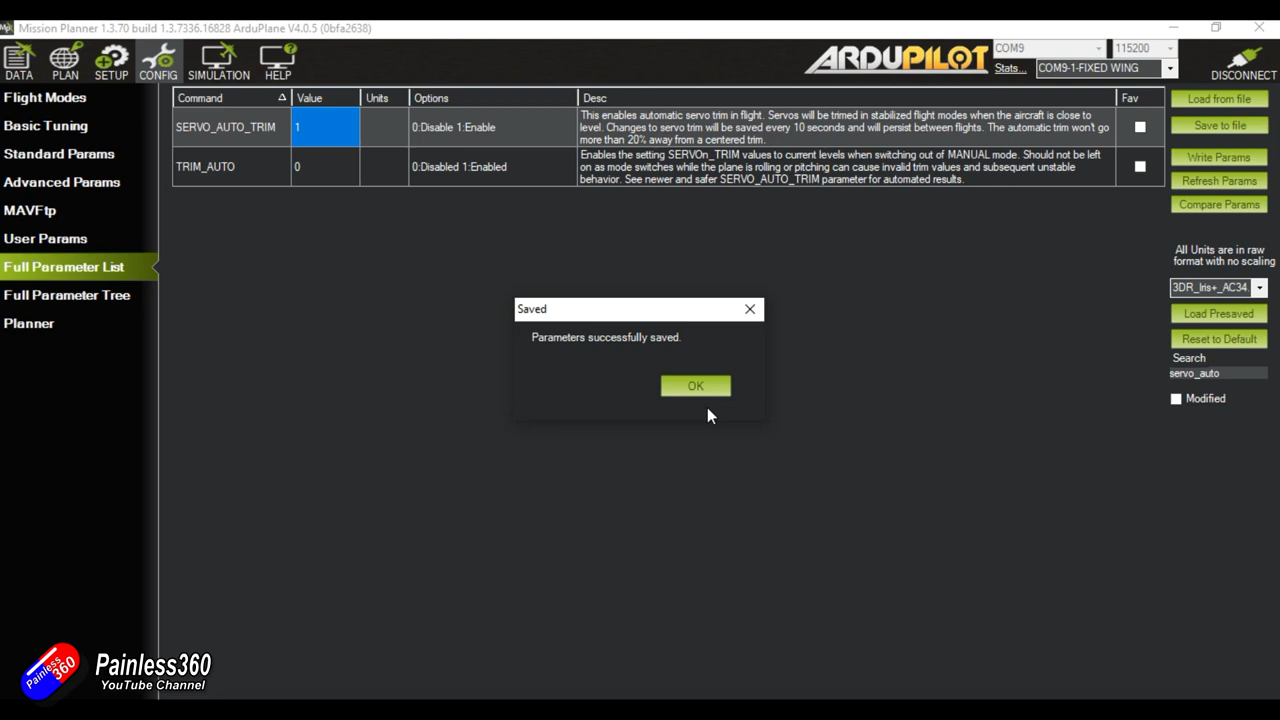 Mission Planner 1.3.70 build 1.3.7336.16828 ArduPlane V4.0.5 (0bfa2638)
DATA
PLAN
SETUP
CONFIG
SIMULATION
HELP
ARDUPILOT
COM9
115200
Stats...
COM9-1-FIXED WING
DISCONNECT
Flight Modes
Basic Tuning
Standard Params
Advanced Params
MAVFtp
User Params
Full Parameter List
Full Parameter Tree
Planner
Command Value Units Options Desc Fav
SERVO_AUTO_TRIM 1 0:Disable 1:Enable
This enables automatic servo trim in flight. Servos will be trimed in stabilized flight modes when the aircraft is close to
level. Changes to servo trim will be saved every 10 seconds and will persist between flights. The automatic trim won't go
more than 20% away from a centered trim.
TRIM_AUTO 0 0:Disabled 1:Enabled
Enables the setting SERVOn_TRIM values to current levels when switching out of MANUAL mode. Should not be left
on as mode switches while the plane is rolling or pitching can cause invalid trim values and subsequent unstable
behavior. See newer and safer SERVO_AUTO_TRIM parameter for automated results.
Load from file
Save to file
Write Params
Refresh Params
Compare Params
All Units are in raw
format with no scaling
3DR_Iris+_AC34.
Load Presaved
Reset to Default
Search
servo_auto
Modified
Saved
Parameters successfully saved.
OK
Painless
360
Painless360
YouTube Channel